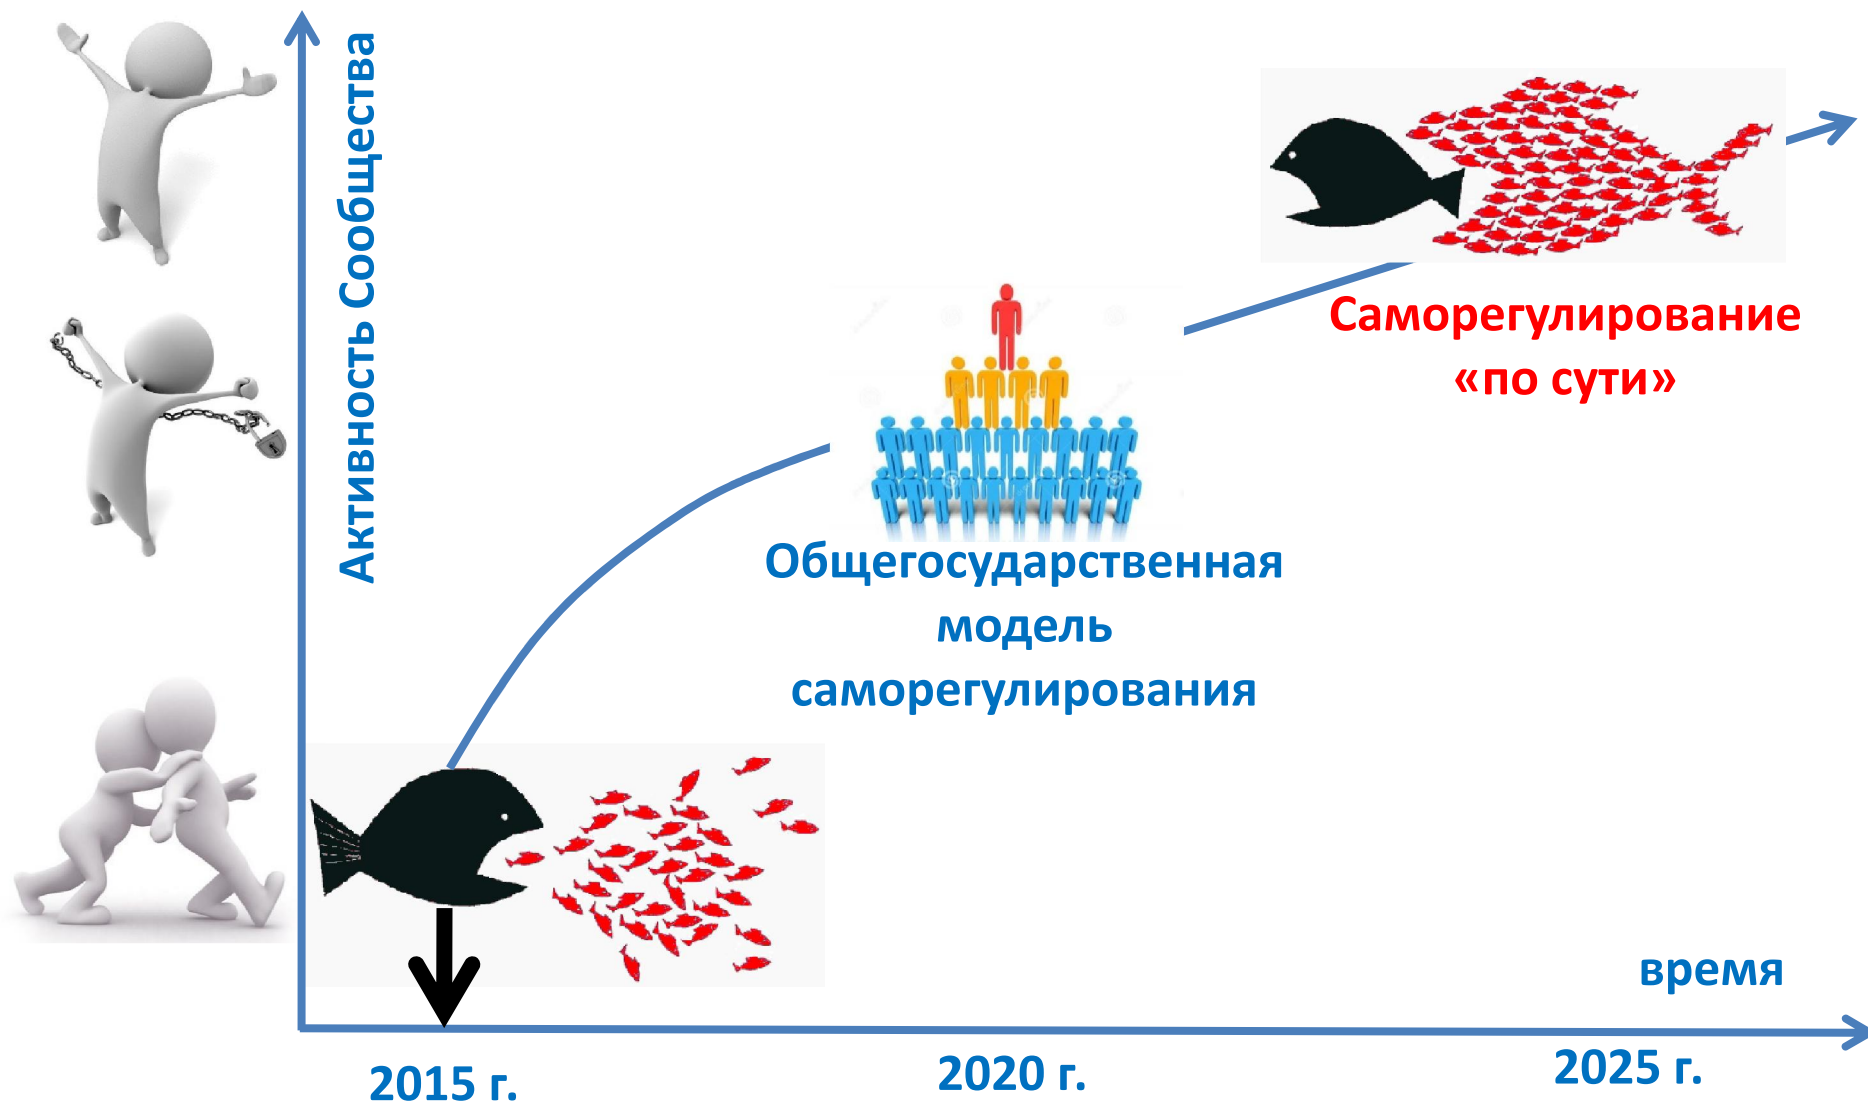 Активность Сообщества
Саморегулирование
«по сути»
Общегосударственная
модель
саморегулирования
время
2015 г.
2020 г.
2025 г.